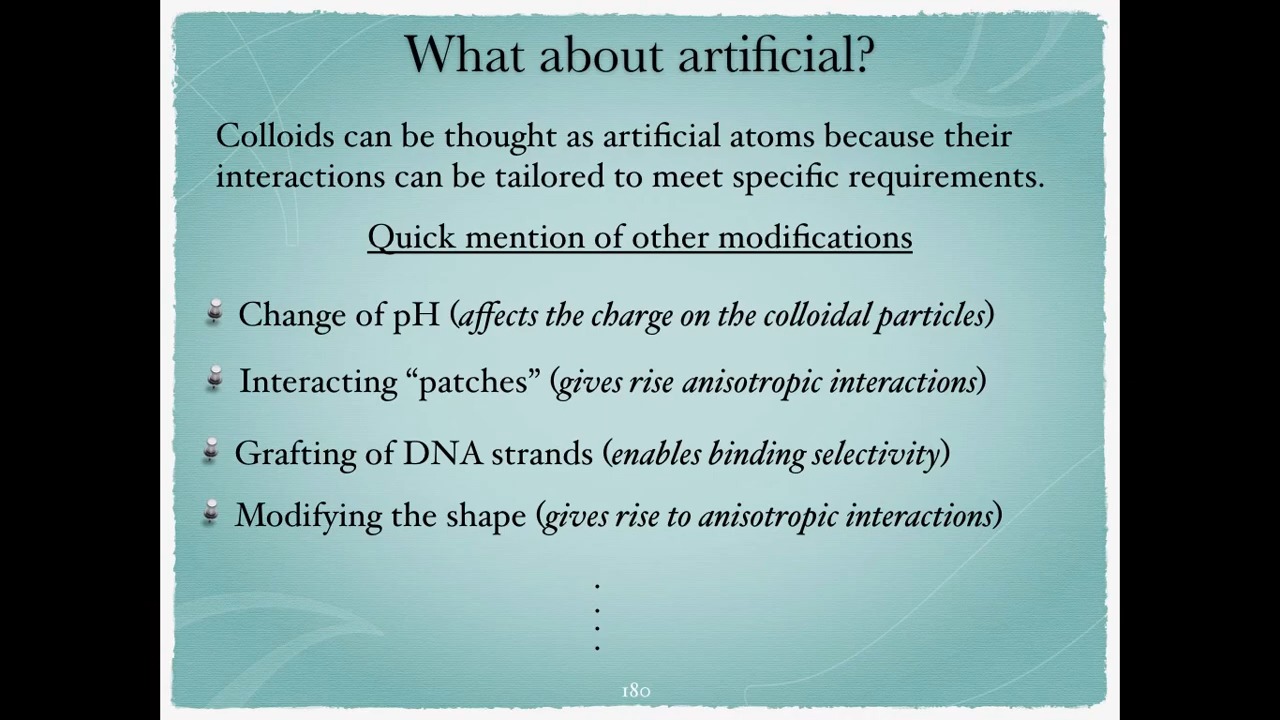 What about artificial?
Colloids can be thought as artificial atoms because their
interactions can be tailored to meet specific requirements.
Quick mention of other modifications
Change of pH (affects the charge on the colloidal particles)
Interacting “patches” (gives rise anisotropic interactions)
Grafting of DNA strands (enables binding selectivity)
Modifying the shape (gives rise to anisotropic interactions)
.
.
.
.
180